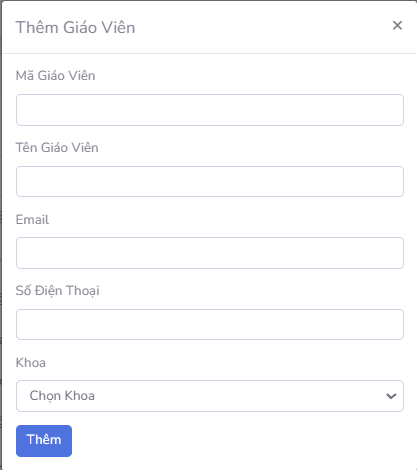 Thêm Giáo Viên
×
Mã Giáo Viên
Tên Giáo Viên
Email
Số Điện Thoại
Khoa
Chọn Khoa
Thêm